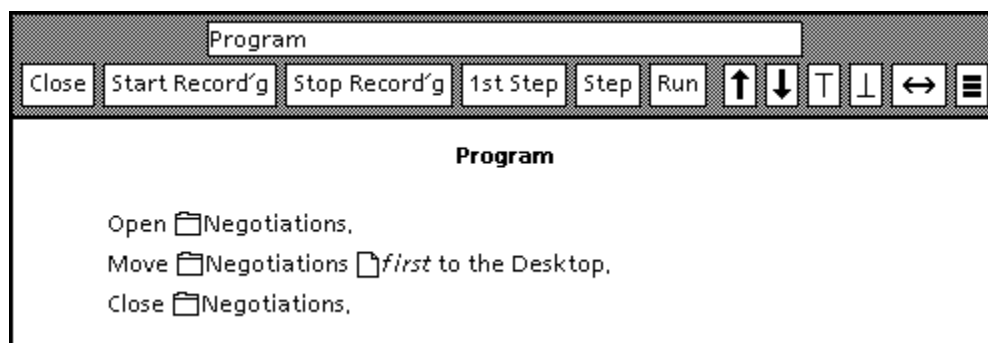 Program
Close Start Record´g Stop Record´g 1st Step Step Run
Program
Open Negotiations.
Move Negotiations first to the Desktop.
Close Negotiations.